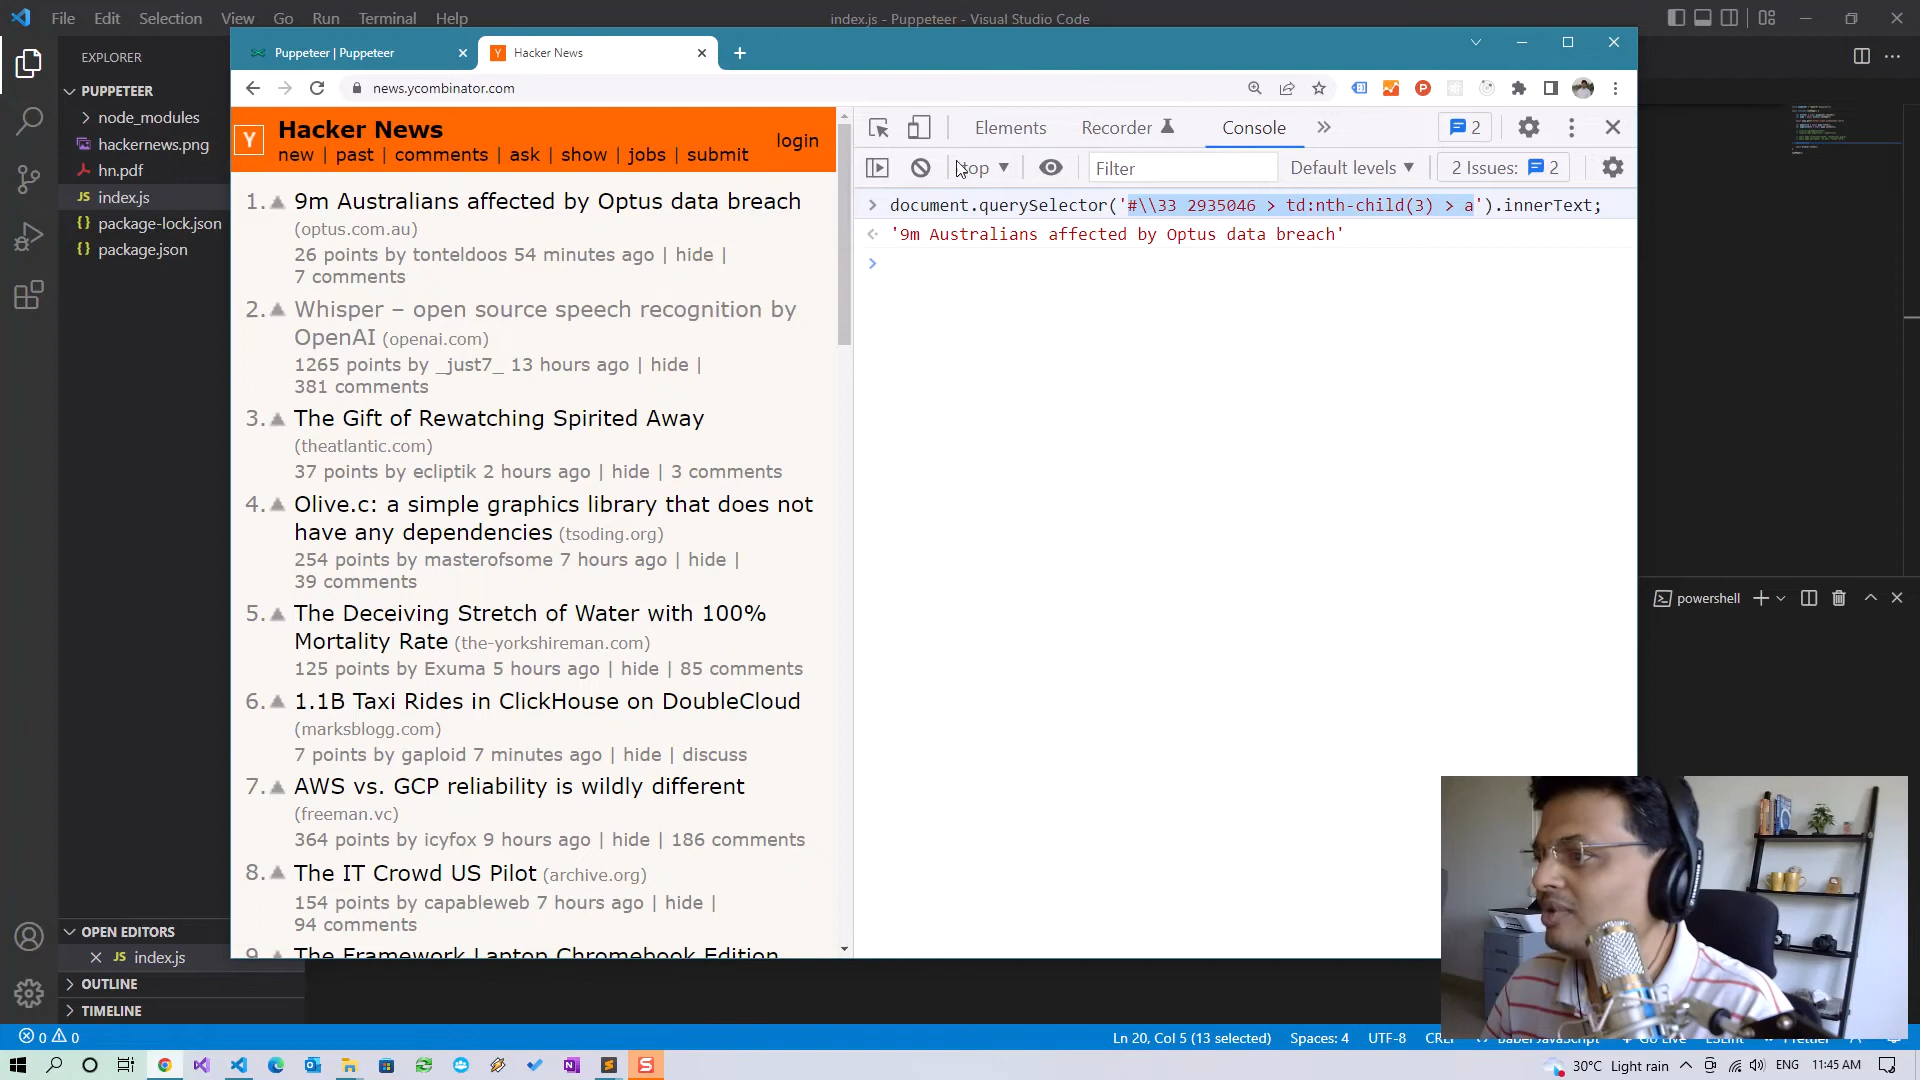 File Edit Selection View Go Run Terminal Help
index.js - Puppeteer - Visual Studio Code
EXPLORER
PUPPETEER
node_modules
hackernews.png
hn.pdf
JS index.js
{} package-lock.json
{} package.json
OPEN EDITORS
JS index.js
OUTLINE
TIMELINE
Puppeteer | Puppeteer
Y Hacker News
news.ycombinator.com
Y Hacker News
new | past | comments | ask | show | jobs | submit
login
1. 9m Australians affected by Optus data breach
(optus.com.au)
26 points by tonteldoos 54 minutes ago | hide |
7 comments
2. Whisper – open source speech recognition by
OpenAI (openai.com)
1265 points by _just7_ 13 hours ago | hide |
381 comments
3. The Gift of Rewatching Spirited Away
(theatlantic.com)
37 points by ecliptik 2 hours ago | hide | 3 comments
4. Olive.c: a simple graphics library that does not
have any dependencies (tsoding.org)
254 points by masterofsome 7 hours ago | hide |
39 comments
5. The Deceiving Stretch of Water with 100%
Mortality Rate (the-yorkshireman.com)
125 points by Exuma 5 hours ago | hide | 85 comments
6. 1.1B Taxi Rides in ClickHouse on DoubleCloud
(marksblogg.com)
7 points by gaploid 7 minutes ago | hide | discuss
7. AWS vs. GCP reliability is wildly different
(freeman.vc)
364 points by icyfox 9 hours ago | hide | 186 comments
8. The IT Crowd US Pilot (archive.org)
154 points by capableweb 7 hours ago | hide |
94 comments
9. The Framework Laptop Chromebook Edition
Elements Recorder Console
2
top
Filter
Default levels
2 Issues: 2
document.querySelector('#\\33 2935046 > td:nth-child(3) > a').innerText;
'9m Australians affected by Optus data breach'
powershell
0 0
Ln 20, Col 5 (13 selected) Spaces: 4 UTF-8
30°C Light rain
ENG 11:45 AM